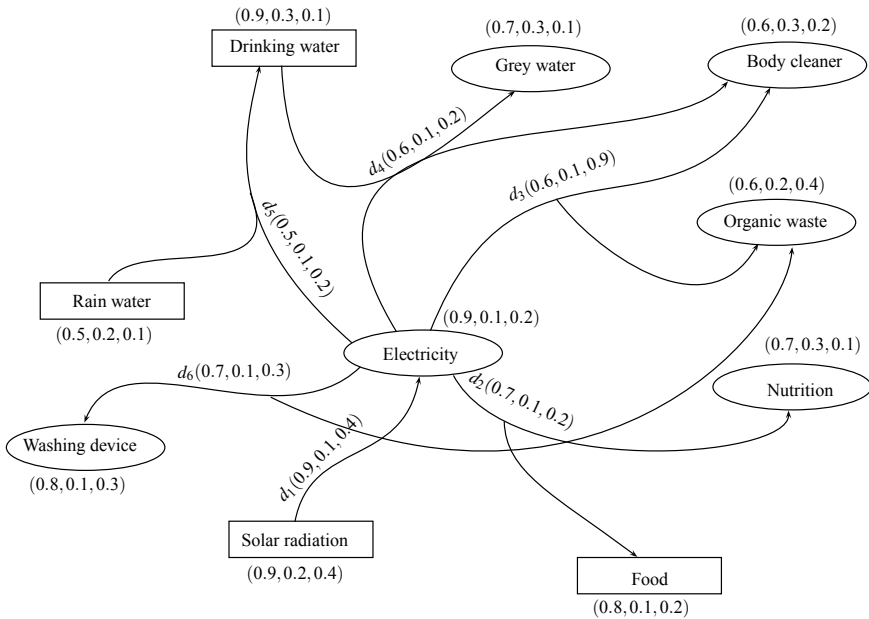 (0.9, 0.3, 0.1)
Drinking water
(0.7, 0.3, 0.1)
Grey water
(0.6, 0.3, 0.2)
Body cleaner
d4(0.6, 0.1, 0.2)
d3(0.6, 0.1, 0.9)
(0.6, 0.2, 0.4)
Organic waste
d5(0.5, 0.1, 0.2)
Rain water
(0.5, 0.2, 0.1)
(0.9, 0.1, 0.2)
Electricity
d6(0.7, 0.1, 0.3)
d2(0.7, 0.1, 0.2)
(0.7, 0.3, 0.1)
Nutrition
Washing device
(0.8, 0.1, 0.3)
d1(0.9, 0.1, 0.4)
Solar radiation
(0.9, 0.2, 0.4)
Food
(0.8, 0.1, 0.2)